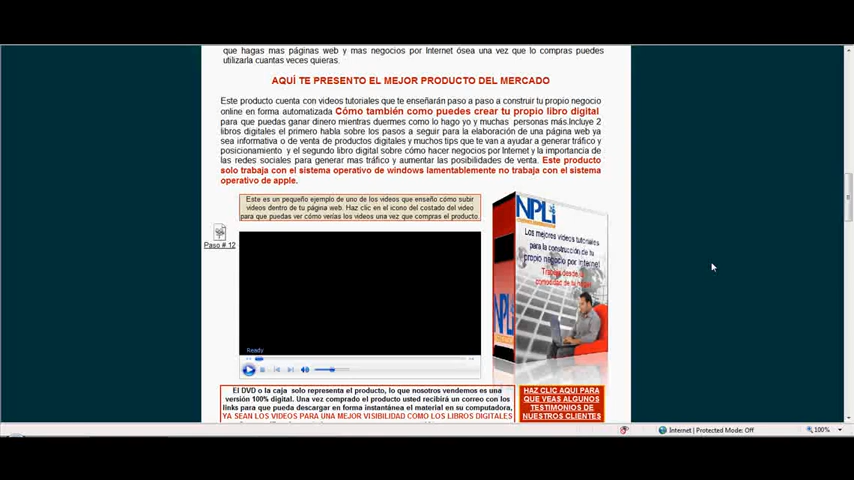 que hagas mas páginas web y mas negocios por Internet ósea una vez que lo compras puedes
utilizarla cuantas veces quieras.
AQUÍ TE PRESENTO EL MEJOR PRODUCTO DEL MERCADO
Este producto cuenta con videos tutoriales que te enseñarán paso a paso a construir tu propio negocio
online en forma automatizada Cómo también como puedes crear tu propio libro digital
para que puedas ganar dinero mientras duermes como lo hago yo y muchas personas más.Incluye 2
libros digitales el primero habla sobre los pasos a seguir para la elaboración de una página web ya
sea informativa o de venta de productos digitales y muchos tips que te van a ayudar a generar tráfico y
posicionamiento y el segundo libro digital sobre cómo hacer negocios por Internet y la importancia de
las redes sociales para generar mas tráfico y aumentar las posibilidades de venta. Este producto
solo trabaja con el sistema operativo de windows lamentablemente no trabaja con el sistema
operativo de apple.
Este es un pequeño ejemplo de uno de los videos que enseño cómo subir
videos dentro de tu página web. Haz clic en el icono del costado del video
para que puedas ver cómo verías los videos una vez que compras el producto.
Paso # 12
NPLi
Los mejores videos tutoriales
para la construcción de tu
propio negocio por Internet
Trabaja desde la
comodidad de tu hogar
NPLi
Ready
El DVD o la caja solo representa el producto, lo que nosotros vendemos es una
versión 100% digital. Una vez comprado el producto usted recibirá un correo con los
links para que pueda descargar en forma instantánea el material en su computadora,
YA SEAN LOS VIDEOS PARA UNA MEJOR VISIBILIDAD COMO LOS LIBROS DIGITALES
HAZ CLIC AQUI PARA
QUE VEAS ALGUNOS
TESTIMONIOS DE
NUESTROS CLIENTES
Internet | Protected Mode: Off
100%